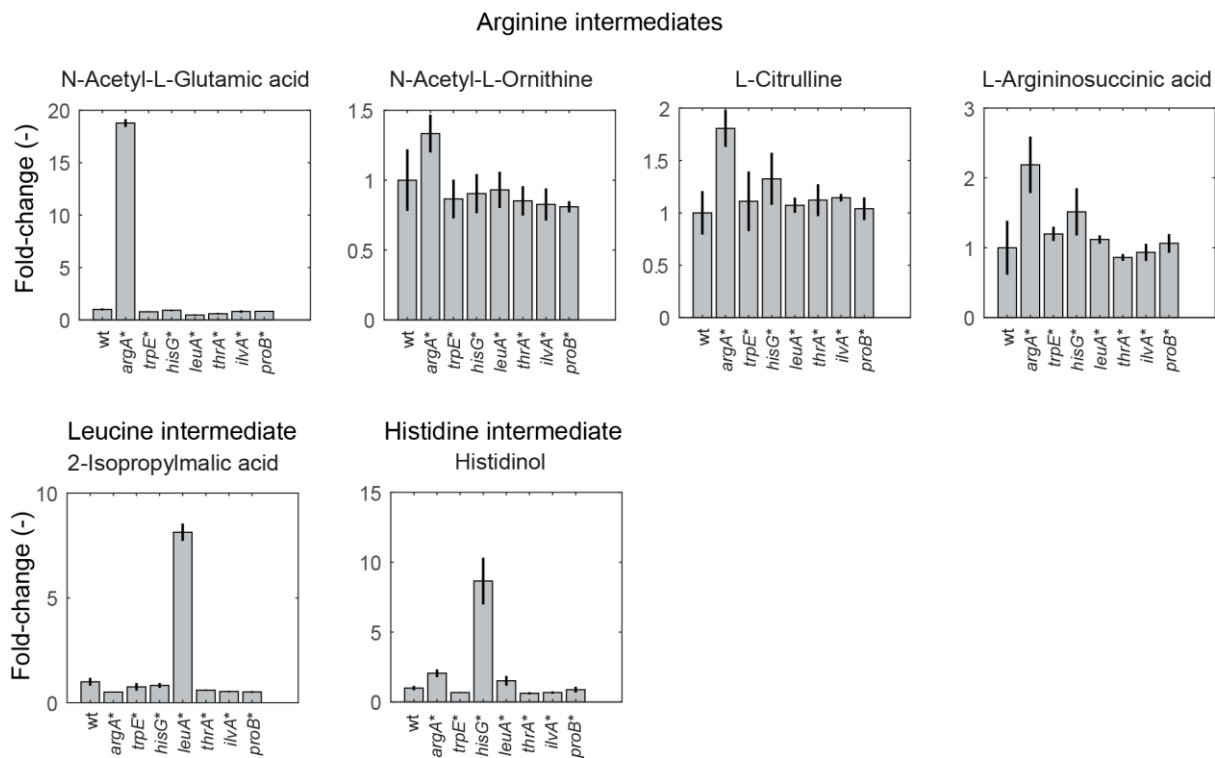 Arginine intermediates
N-Acetyl-L-Glutamic acid
N-Acetyl-L-Ornithine
L-Citrulline
L-Argininosuccinic acid
Fold-change (-)
20
15
10
5
0
wt
argA*
trpE*
hisG*
leuA*
thrA*
ilvA*
proB*
1.5
1
0.5
0
wt
argA*
trpE*
hisG*
leuA*
thrA*
ilvA*
proB*
2
1.5
1
0.5
0
wt
argA*
trpE*
hisG*
leuA*
thrA*
ilvA*
proB*
3
2
1
0
wt
argA*
trpE*
hisG*
leuA*
thrA*
ilvA*
proB*
Leucine intermediate
2-Isopropylmalic acid
Histidine intermediate
Histidinol
Fold-change (-)
10
5
0
wt
argA*
trpE*
hisG*
leuA*
thrA*
ilvA*
proB*
15
10
5
0
wt
argA*
trpE*
hisG*
leuA*
thrA*
ilvA*
proB*